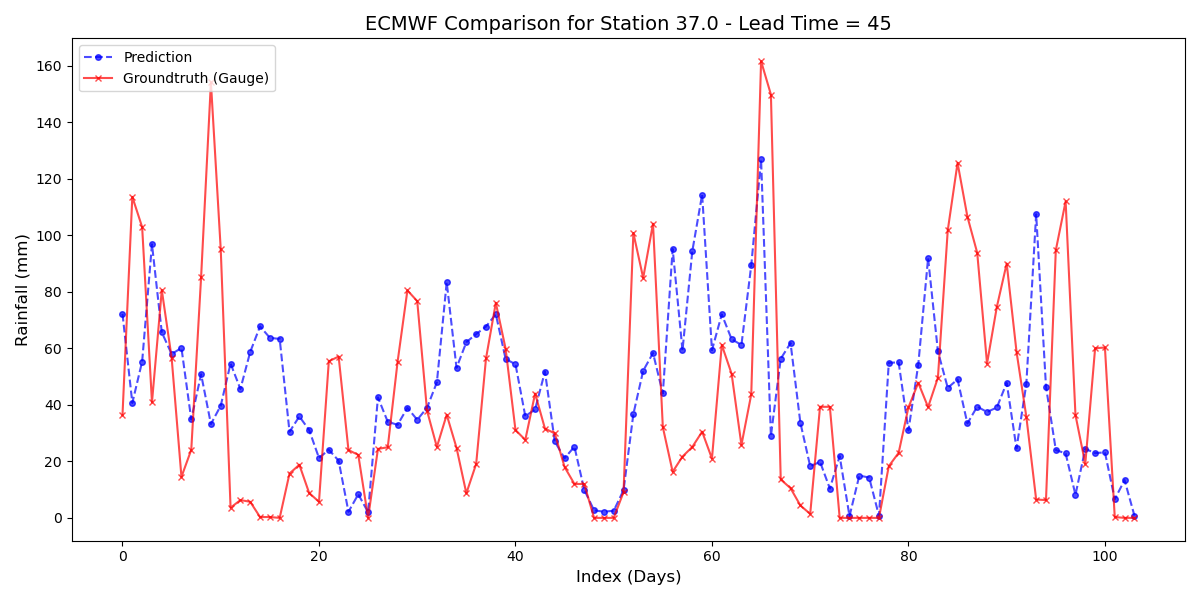 ECMWF Comparison for Station 37.0 - Lead Time = 45
Prediction
Groundtruth (Gauge)
Rainfall (mm)
160
140
120
100
80
60
40
20
0
0 20 40 60 80 100
Index (Days)